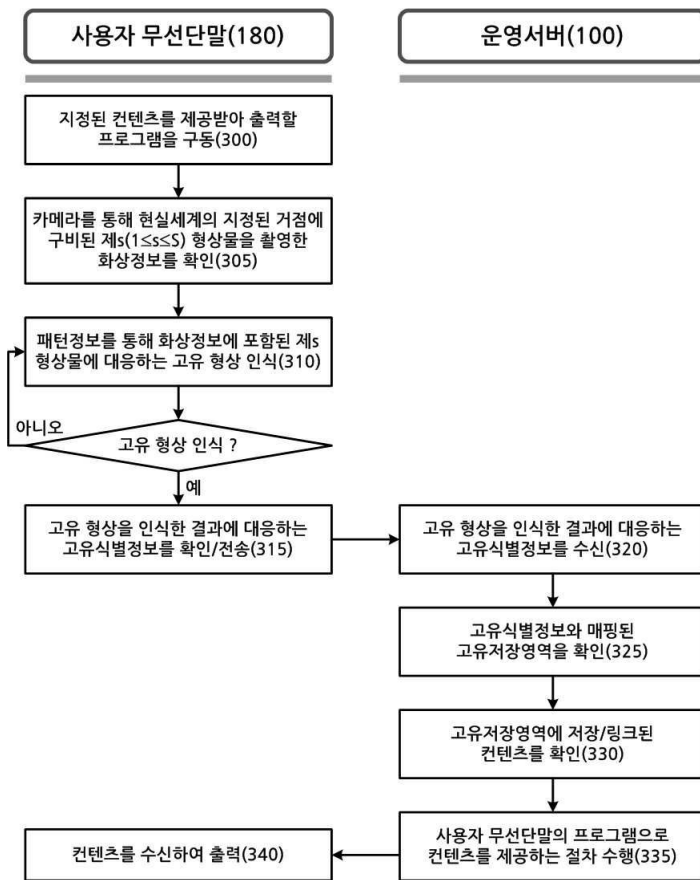 사용자 무선단말(180)
운영서버(100)
지정된 컨텐츠를 제공받아 출력할
프로그램을 구동(300)
카메라를 통해 현실세계의 지정된 거점에
구비된 제s(1≤s≤S) 형상물을 촬영한
화상정보를 확인(305)
패턴정보를 통해 화상정보에 포함된 제s
형상물에 대응하는 고유 형상 인식(310)
아니오
고유 형상 인식 ?
예
고유 형상을 인식한 결과에 대응하는
고유식별정보를 확인/전송(315)
고유 형상을 인식한 결과에 대응하는
고유식별정보를 수신(320)
고유식별정보와 매핑된
고유저장영역을 확인(325)
고유저장영역에 저장/링크된
컨텐츠를 확인(330)
사용자 무선단말의 프로그램으로
컨텐츠를 제공하는 절차 수행(335)
컨텐츠를 수신하여 출력(340)